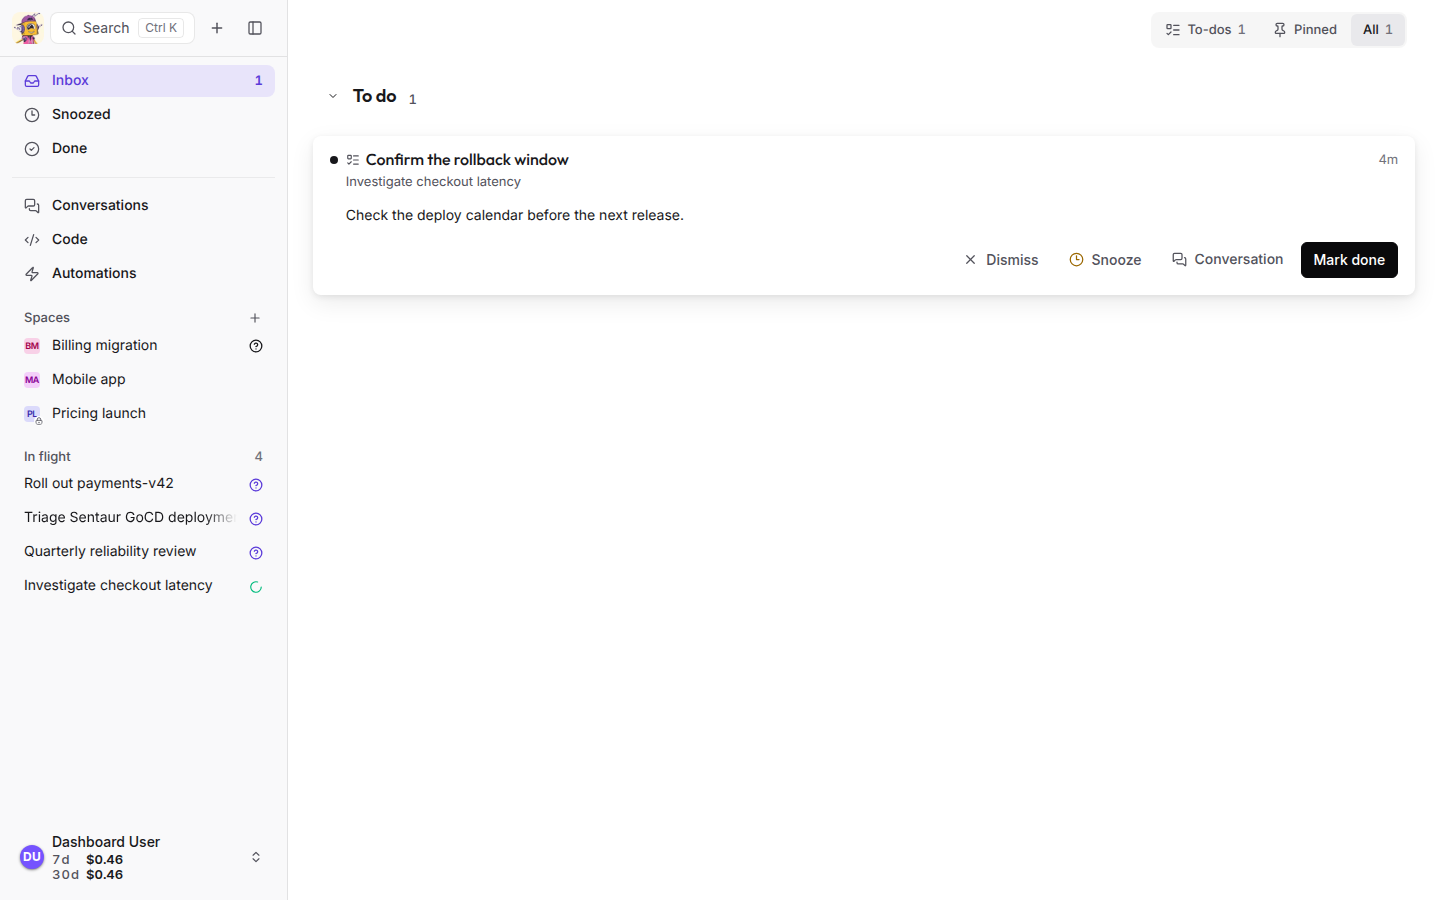 Search Ctrl K
Inbox 1
Snoozed
Done
Conversations
Code
Automations
Spaces
BM Billing migration
MA Mobile app
PL Pricing launch
In flight 4
Roll out payments-v42
Triage Sentaur GoCD deployme
Quarterly reliability review
Investigate checkout latency
DU Dashboard User
7d $0.46
30d $0.46
To-dos 1 Pinned All 1
To do 1
Confirm the rollback window 4m
Investigate checkout latency
Check the deploy calendar before the next release.
Dismiss Snooze Conversation Mark done